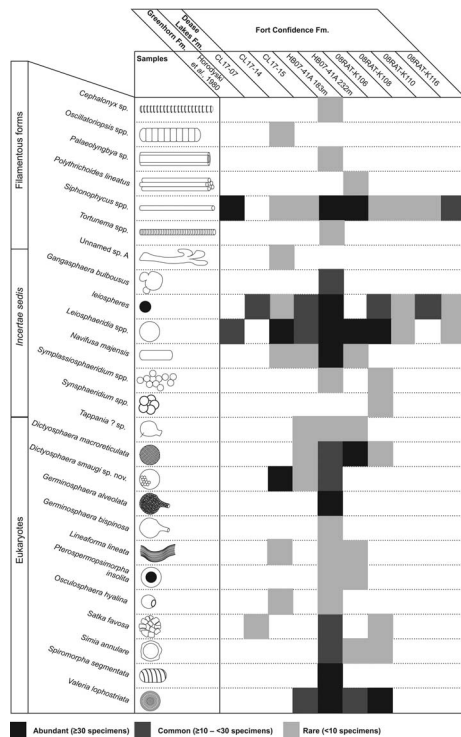 Greenhorn Fm.
Dease
Lakes Fm.
Fort Confidence Fm.
Samples
Horodyski
et al., 1980
CL17-07
CL17-14
CL17-15
HB07-41A 183m
HB07-41A 232m
08RAT-K106
08RAT-K108
08RAT-K110
08RAT-K116
Filamentous forms
Cephalonyx sp.
Oscillatoriopsis spp.
Palaeolyngbya sp.
Polythrichoides lineatus
Siphonophycus spp.
Tortunema spp.
Unnamed sp. A
Incertae sedis
Gangasphaera bulbousus
leiospheres
Leiosphaeridia spp.
Navifusa majensis
Symplassiosphaeridium spp.
Synsphaeridium spp.
Eukaryotes
Tappania ? sp.
Dictyosphaera macroreticulata
Dictyosphaera smaugi sp. nov.
Germinosphaera alveolata
Germinosphaera bispinosa
Lineaforma lineata
Pterospermopsimorpha
insolita
Osculosphaera hyalina
Satka favosa
Simia annulare
Spiromorpha segmentata
Valeria lophostriata
Abundant (≥30 specimens)
Common (≥10 – <30 specimens)
Rare (<10 specimens)